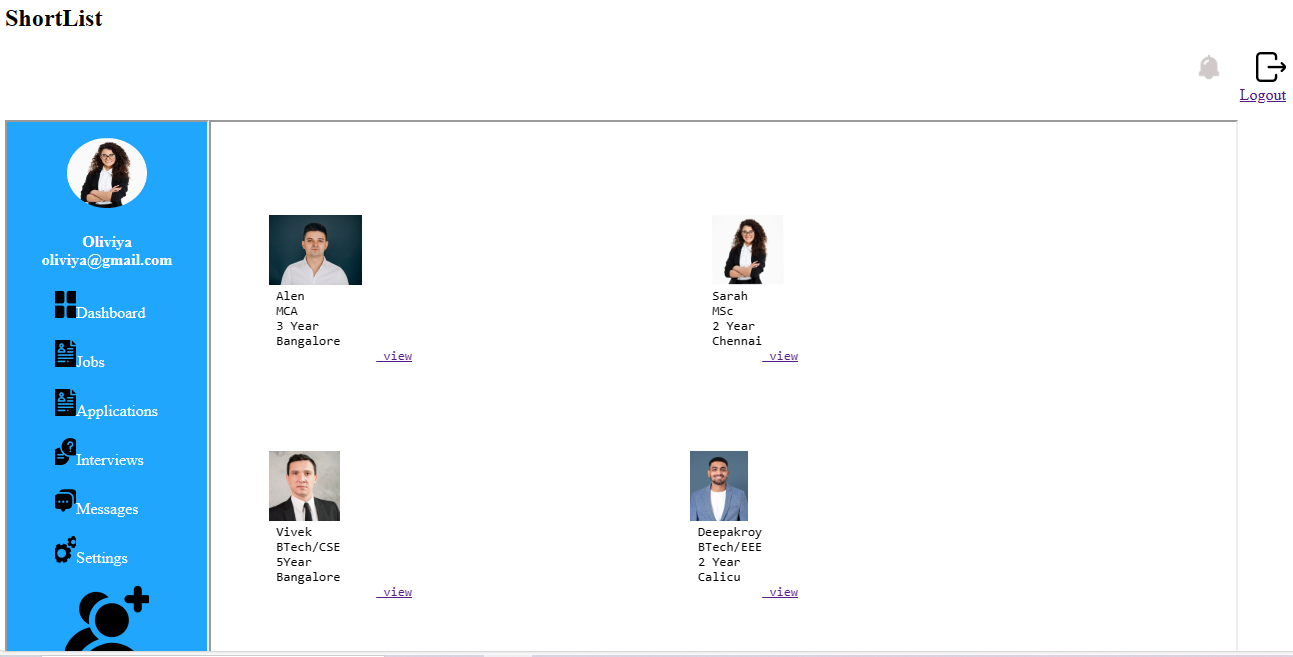 ShortList
Logout
Oliviya
oliviya@gmail.com
Dashboard
Jobs
Applications
Interviews
Messages
Settings
Alen
MCA
3 Year
Bangalore
view
Sarah
MSc
2 Year
Chennai
view
Vivek
BTech/CSE
5Year
Bangalore
view
Deepakroy
BTech/EEE
2 Year
Calicu
view